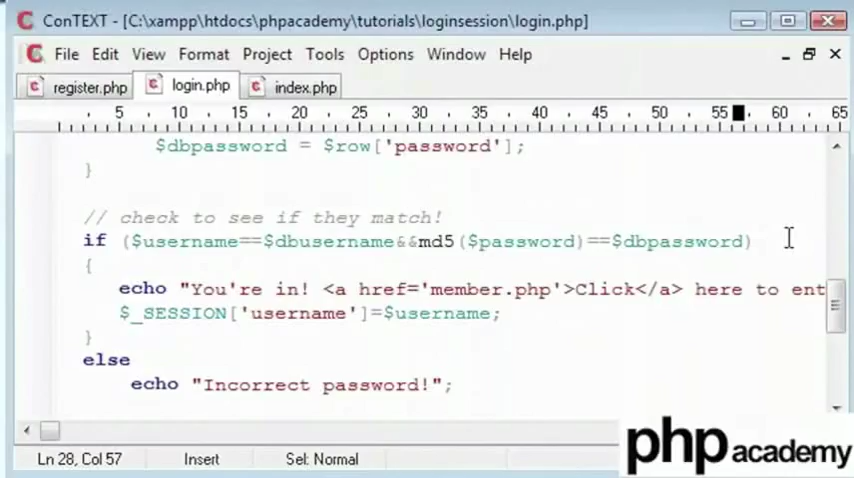 ConTEXT - [C:\xampp\htdocs\phpacademy\tutorials\loginsession\login.php]
File Edit View Format Project Tools Options Window Help
register.php login.php index.php
5 10 15 20 25 30 35 40 45 50 55 60 65
$dbpassword = $row['password'];
}
// check to see if they match!
if ($username==$dbusername&&md5($password)==$dbpassword)
{
echo "You're in! <a href='member.php'>Click</a> here to ent
$_SESSION['username']=$username;
}
else
echo "Incorrect password!";
Ln 28, Col 57 Insert Sel: Normal
php academy